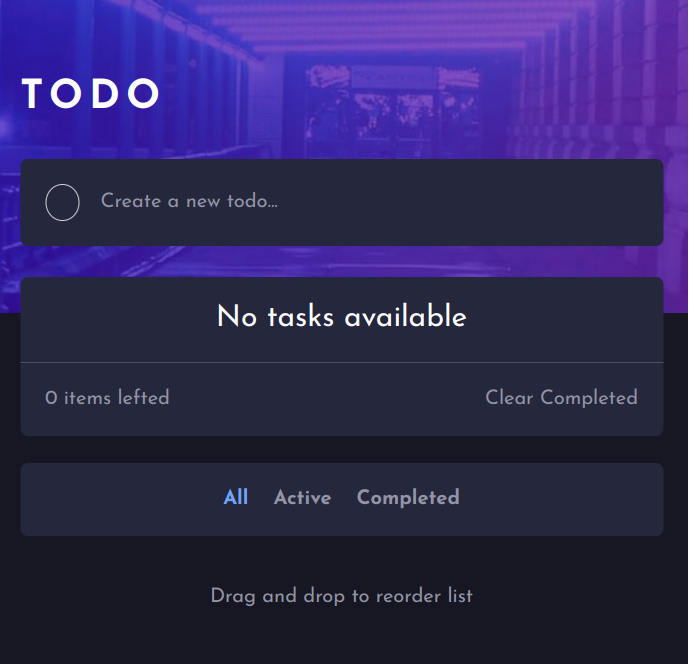 TODO
Create a new todo...
No tasks available
0 items lefted
Clear Completed
All Active Completed
Drag and drop to reorder list